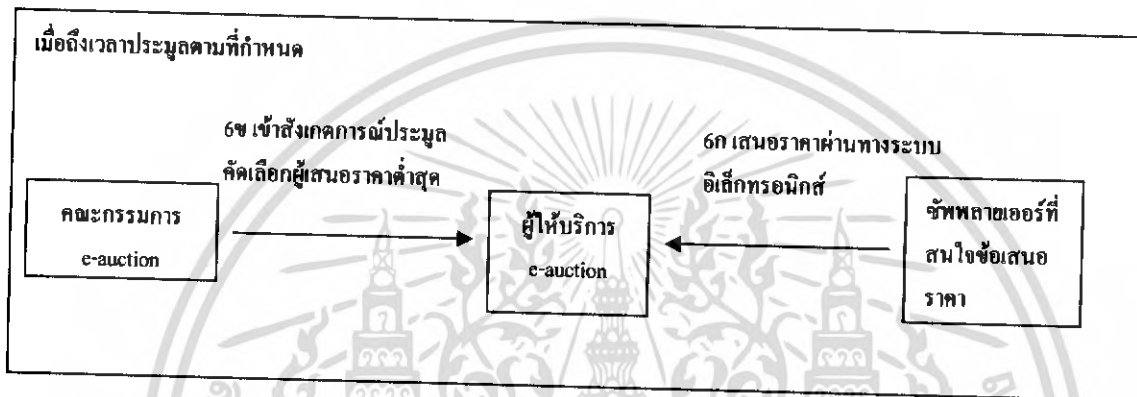 เมื่อถึงเวลาประมูลตามที่กำหนด
6ข เข้าสังเกตการณ์ประมูล
คัดเลือกผู้เสนอราคาต่ำสุด
6ก เสนอราคาผ่านทางระบบ
อิเล็กทรอนิกส์
คณะกรรมการ
e-auction
ผู้ให้บริการ
e-auction
ซัพพลายเออร์ที่
สนใจข้อเสนอ
ราคา